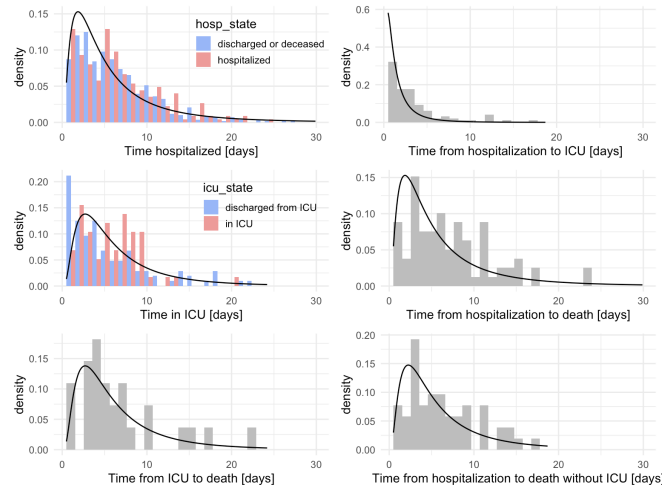 hosp_state
discharged or deceased
hospitalized
density
0.15
0.10
0.05
0.00
0 10 20 30
Time hospitalized [days]
density
0.6
0.4
0.2
0.0
0 10 20 30
Time from hospitalization to ICU [days]
icu_state
discharged from ICU
in ICU
density
0.20
0.15
0.10
0.05
0.00
0 10 20 30
Time in ICU [days]
density
0.15
0.10
0.05
0.00
0 10 20 30
Time from hospitalization to death [days]
density
0.15
0.10
0.05
0.00
0 10 20 30
Time from ICU to death [days]
density
0.20
0.15
0.10
0.05
0.00
0 10 20 30
Time from hospitalization to death without ICU [days]